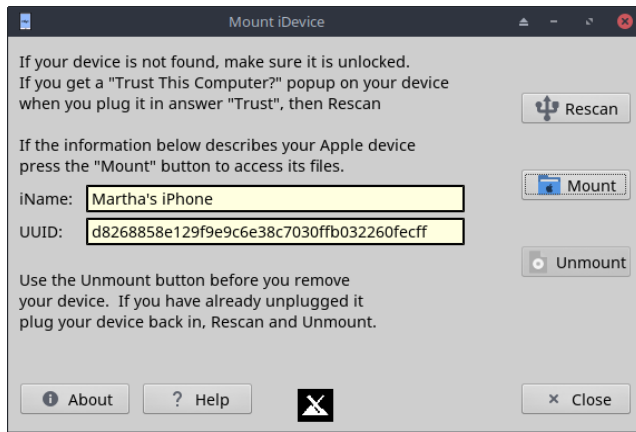 Mount iDevice
If your device is not found, make sure it is unlocked.
If you get a "Trust This Computer?" popup on your device
when you plug it in answer "Trust", then Rescan
Rescan
If the information below describes your Apple device
press the "Mount" button to access its files.
Mount
iName: Martha's iPhone
UUID: d8268858e129f9e9c6e38c7030ffb032260fecff
Unmount
Use the Unmount button before you remove
your device. If you have already unplugged it
plug your device back in, Rescan and Unmount.
About
? Help
Close